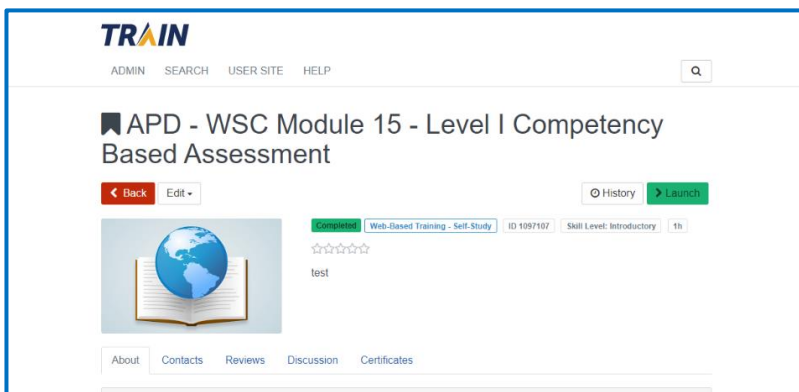 TRAIN
ADMIN SEARCH USER SITE HELP
APD - WSC Module 15 - Level I Competency
Based Assessment
Back Edit History Launch
Completed Web-Based Training - Self-Study ID 1097107 Skill Level: Introductory 1h
test
About Contacts Reviews Discussion Certificates